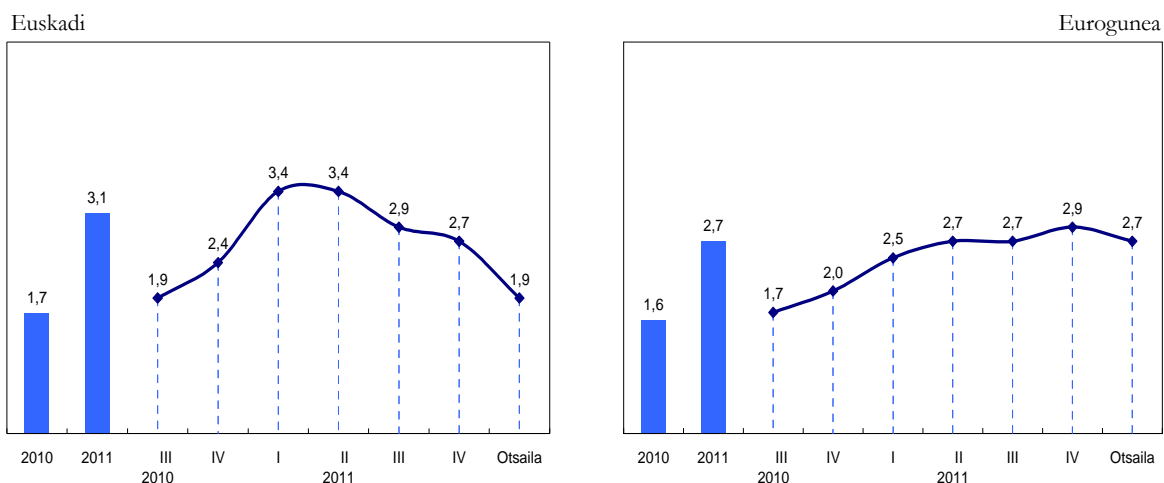 Euskadi
Eurogunea
3,4 3,4
3,1
2,9
2,7
2,4
1,9 1,9
1,7
2010 2011 III IV I II III IV Otsaila
2010 2011
2,9
2,7 2,7 2,7 2,7
2,5
2,0
1,7
1,6
2010 2011 III IV I II III IV Otsaila
2010 2011